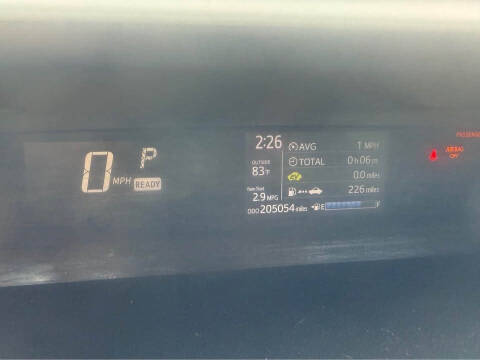 0 MPH P READY
2:26
OUTSIDE
83°F
2.9 MPG
AVG 1 MPH
TOTAL 0h06m
EV 0.0 miles
226 miles
ODO 205054 miles E F
PASSENGER
AIRBAG
OFF